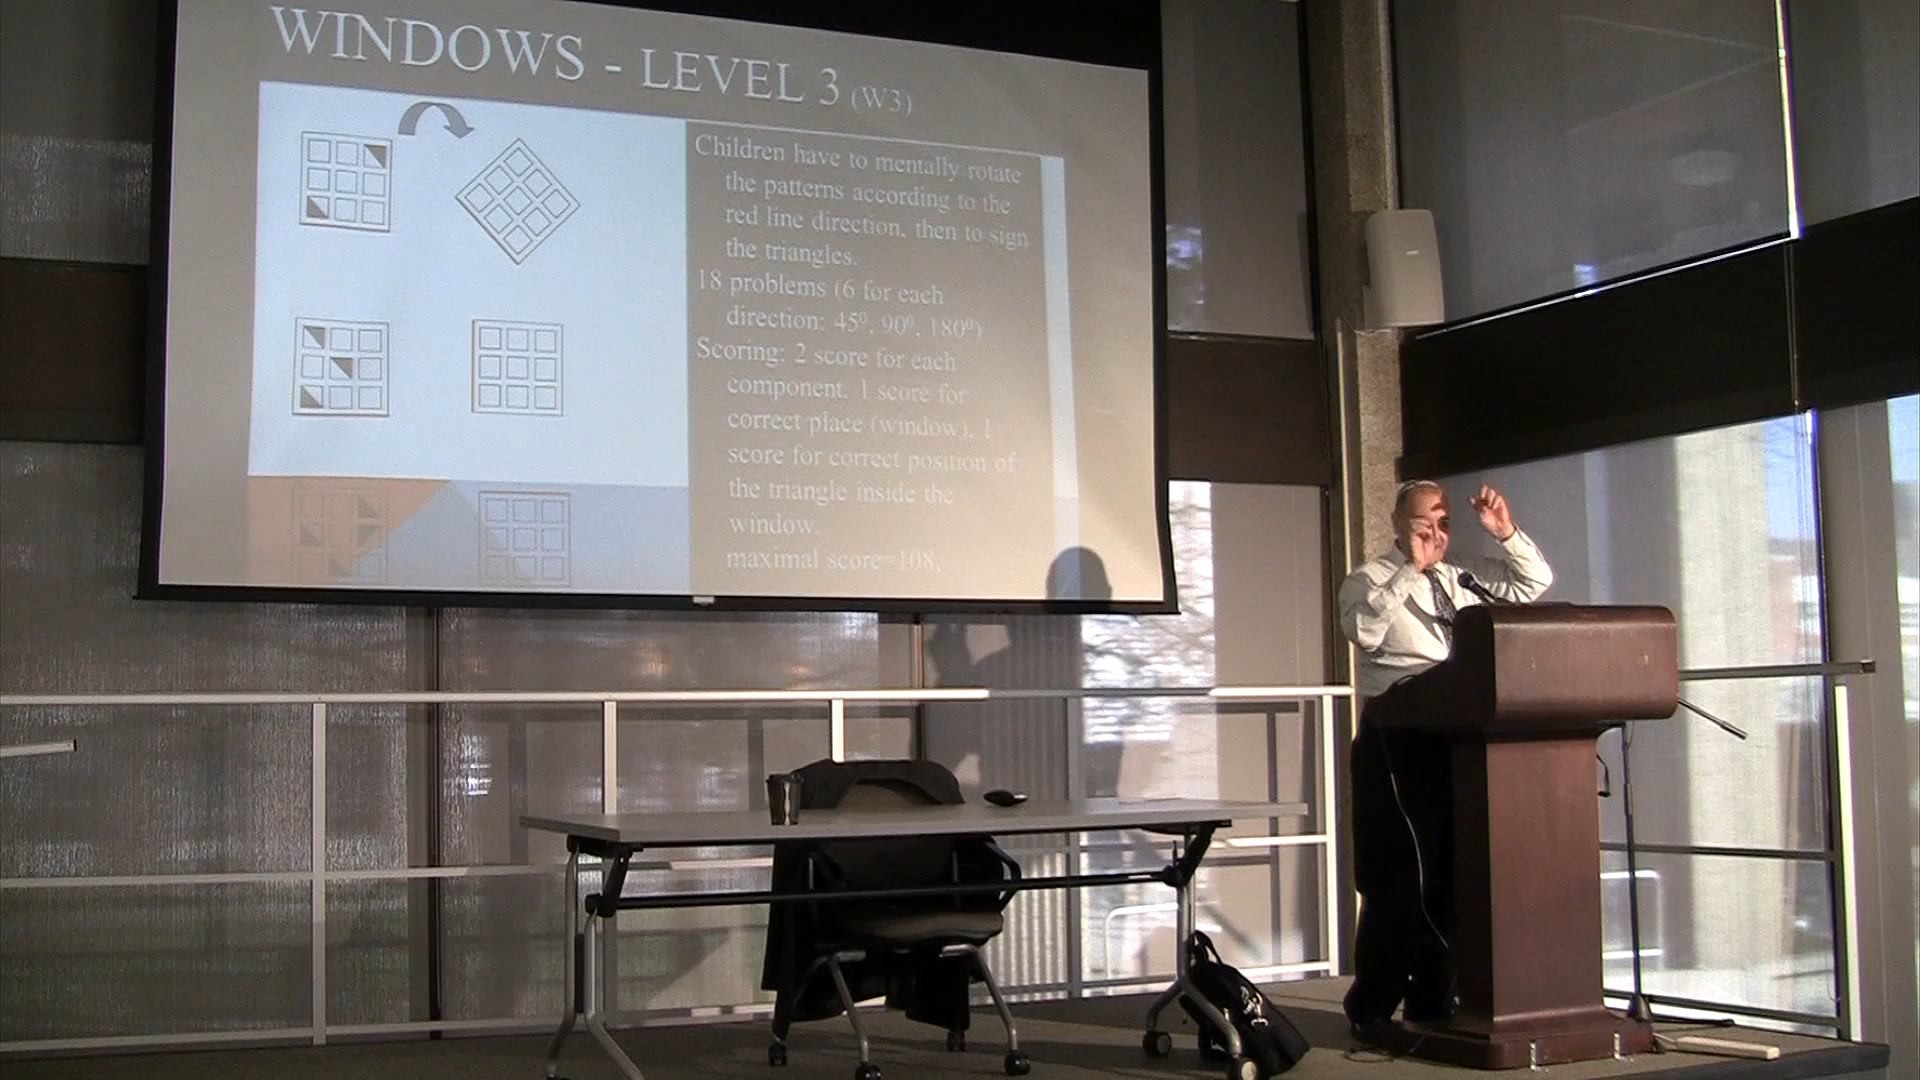 WINDOWS - LEVEL 3 (W3)
Children have to mentally rotate
the patterns according to the
red line direction, then to sign
the triangles.
18 problems (6 for each
direction: 45⁰, 90⁰, 180⁰)
Scoring: 2 score for each
component. 1 score for
correct place (window). 1
score for correct position of
the triangle inside the
window.
maximal score=108.